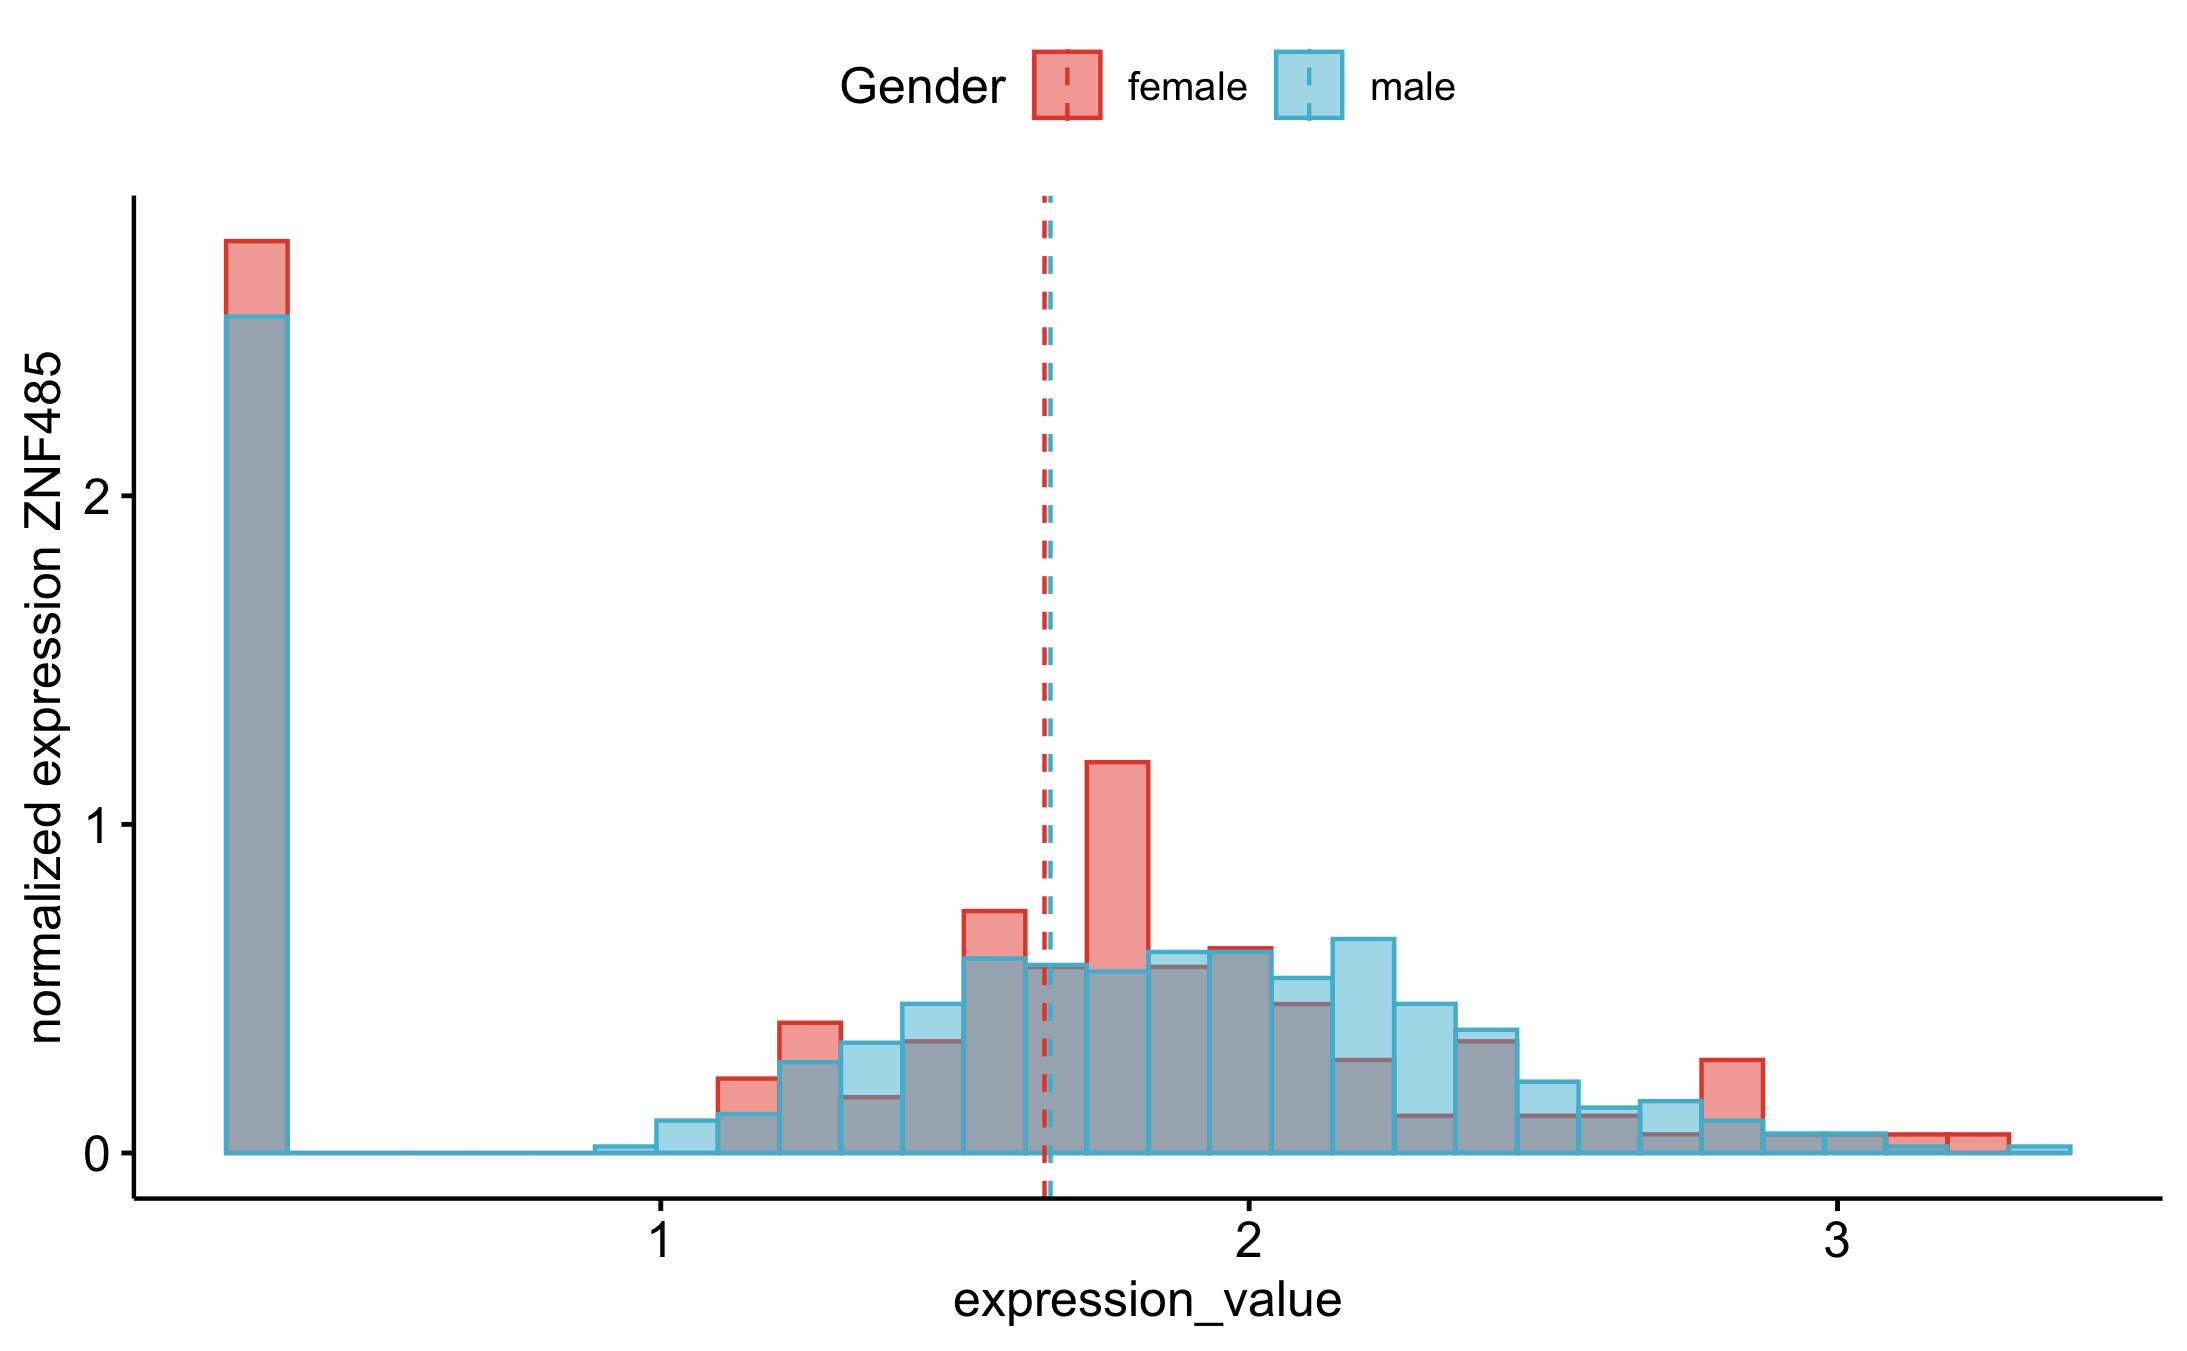 Gender female male
normalized expression ZNF485
2
1
0
1 2 3
expression_value